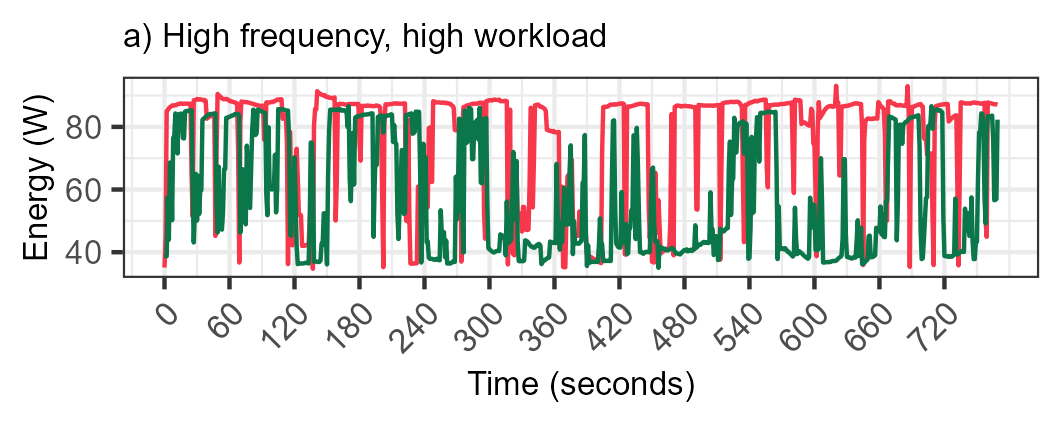 a) High frequency, high workload
Energy (W)
80
60
40
0 60 120 180 240 300 360 420 480 540 600 660 720
Time (seconds)